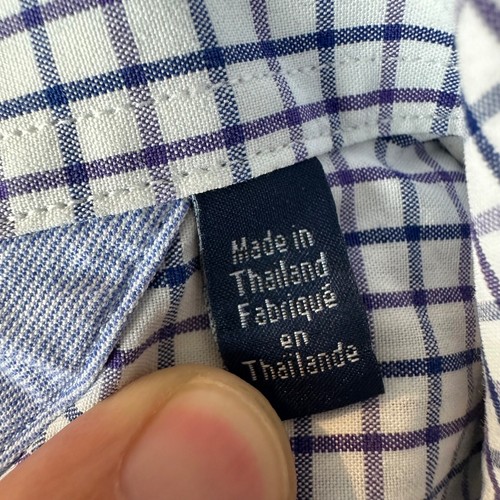 Made in
Thailand
Fabriqué
en
Thaïlande